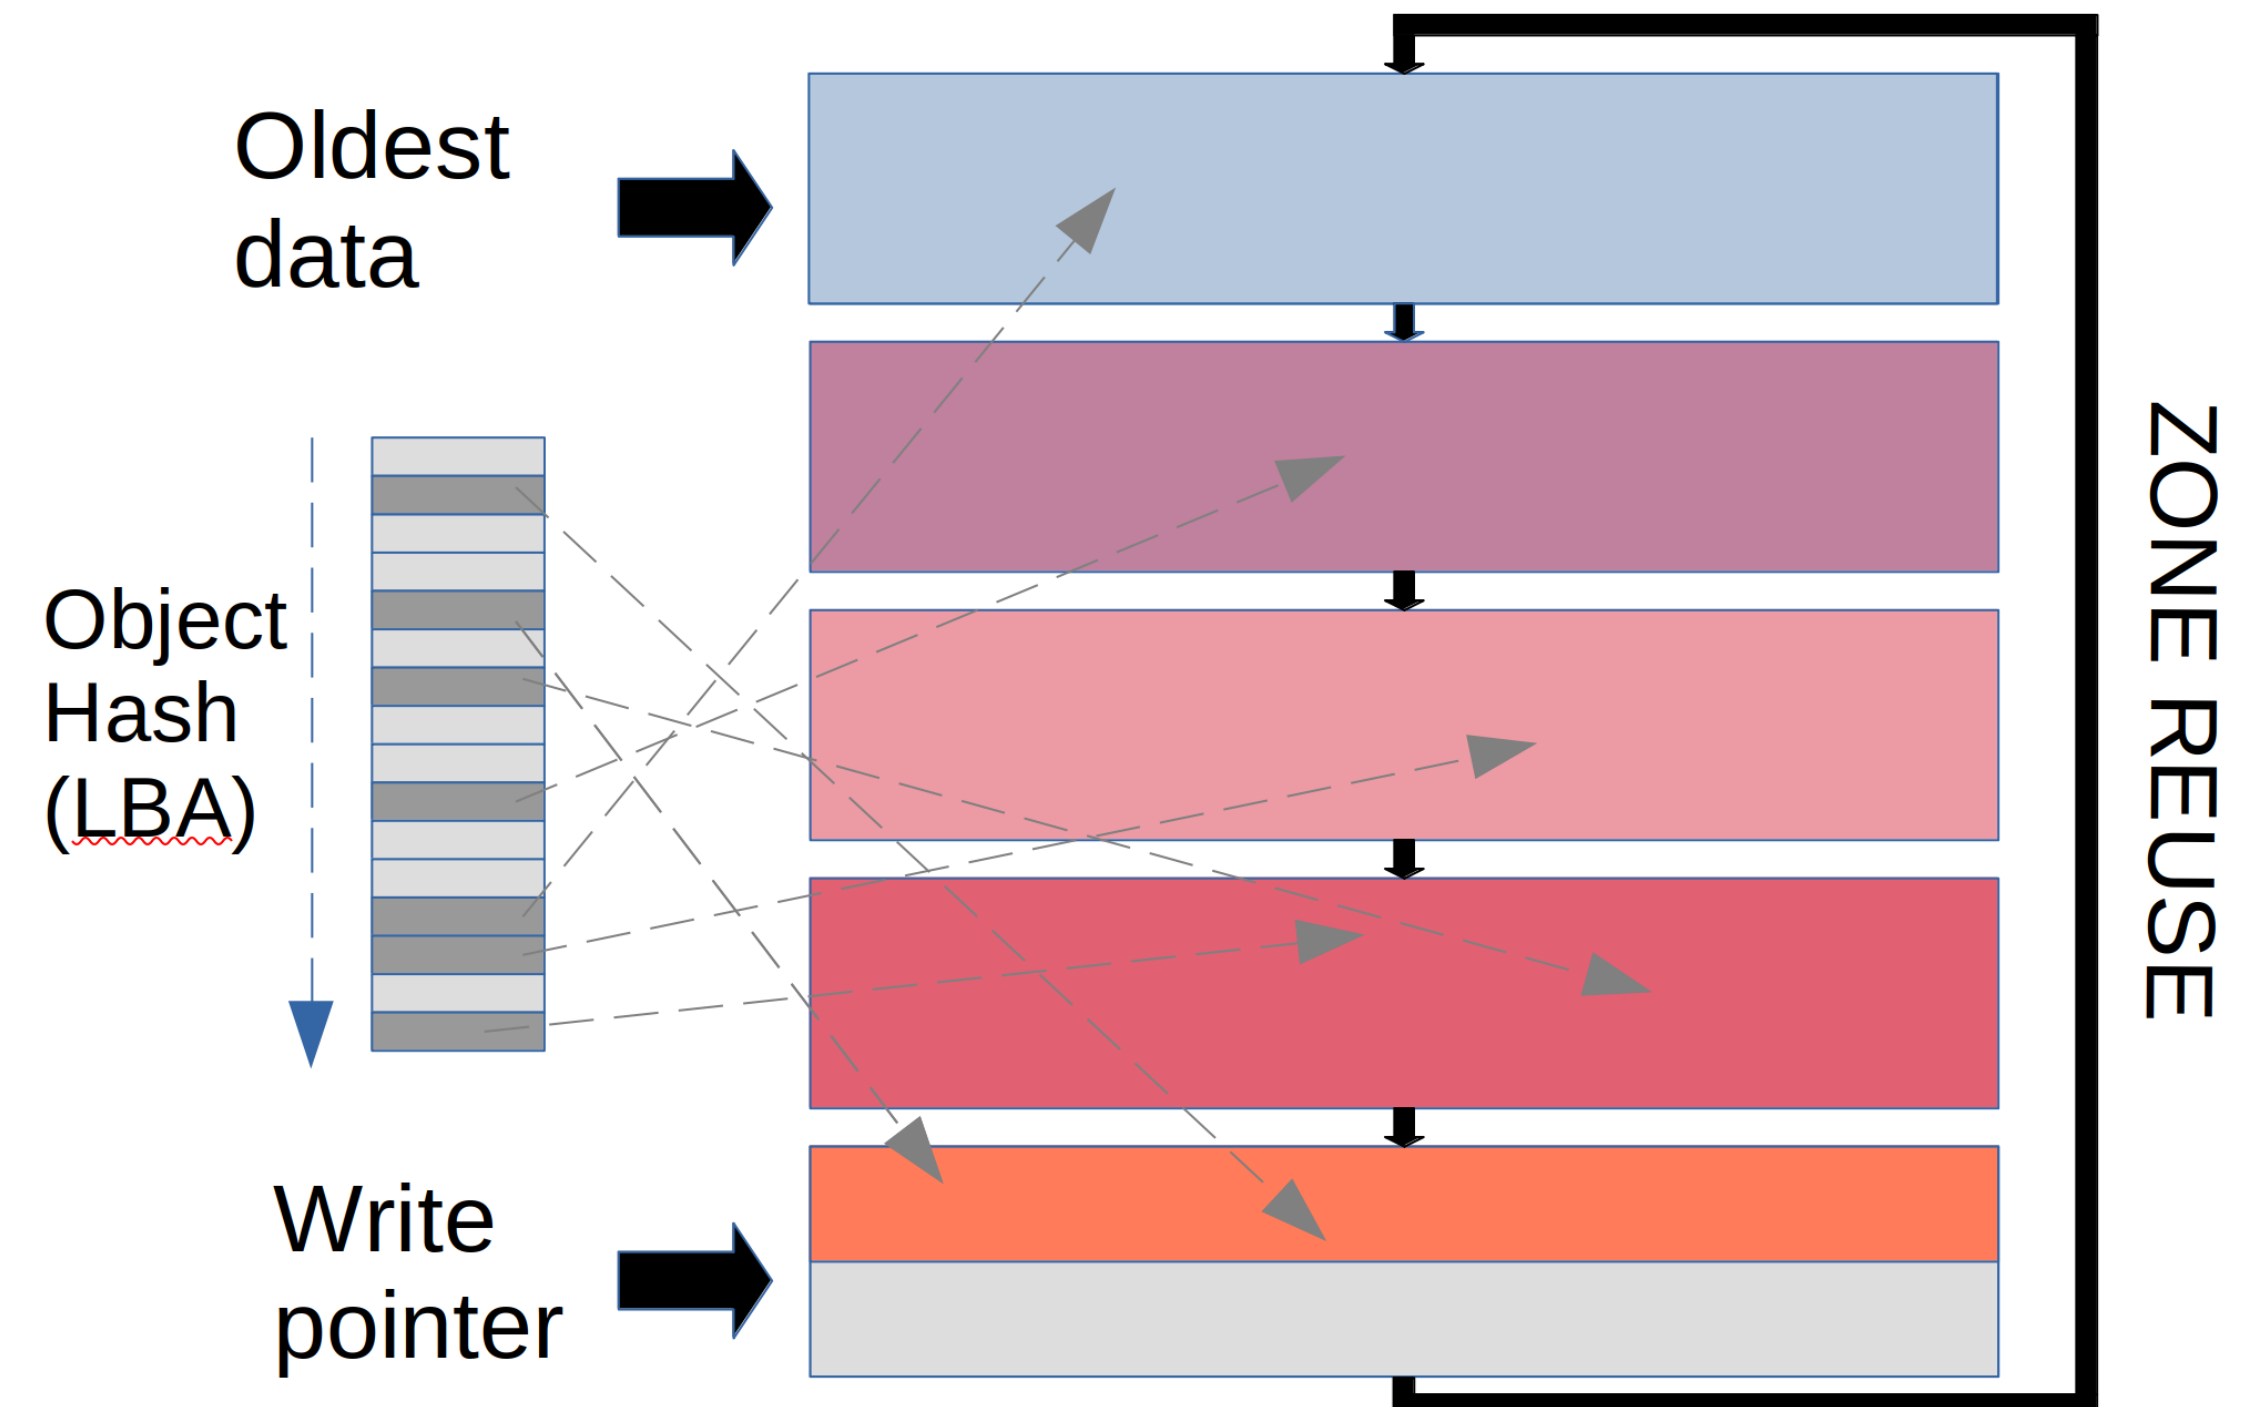 Oldest
data
Object
Hash
(LBA)
Write
pointer
ZONE REUSE